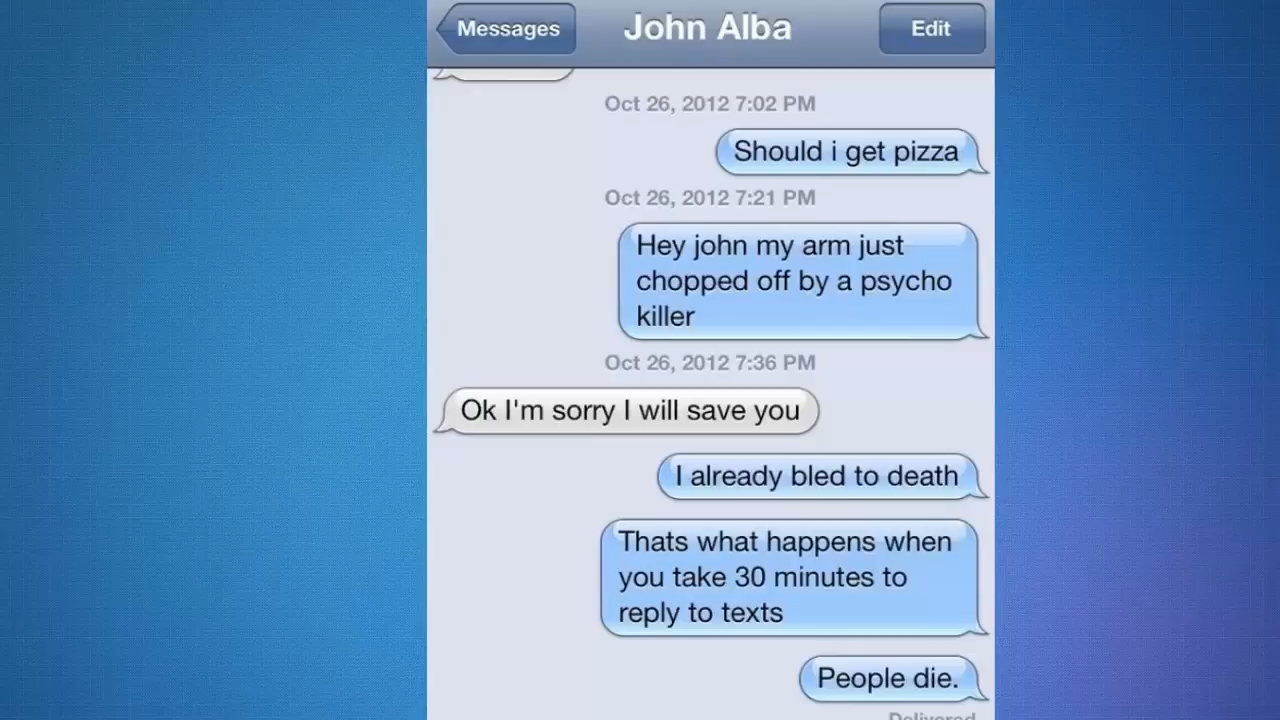 Messages
John Alba
Edit
Oct 26, 2012 7:02 PM
Should i get pizza
Oct 26, 2012 7:21 PM
Hey john my arm just
chopped off by a psycho
killer
Oct 26, 2012 7:36 PM
Ok I'm sorry I will save you
I already bled to death
Thats what happens when
you take 30 minutes to
reply to texts
People die.
Delivered